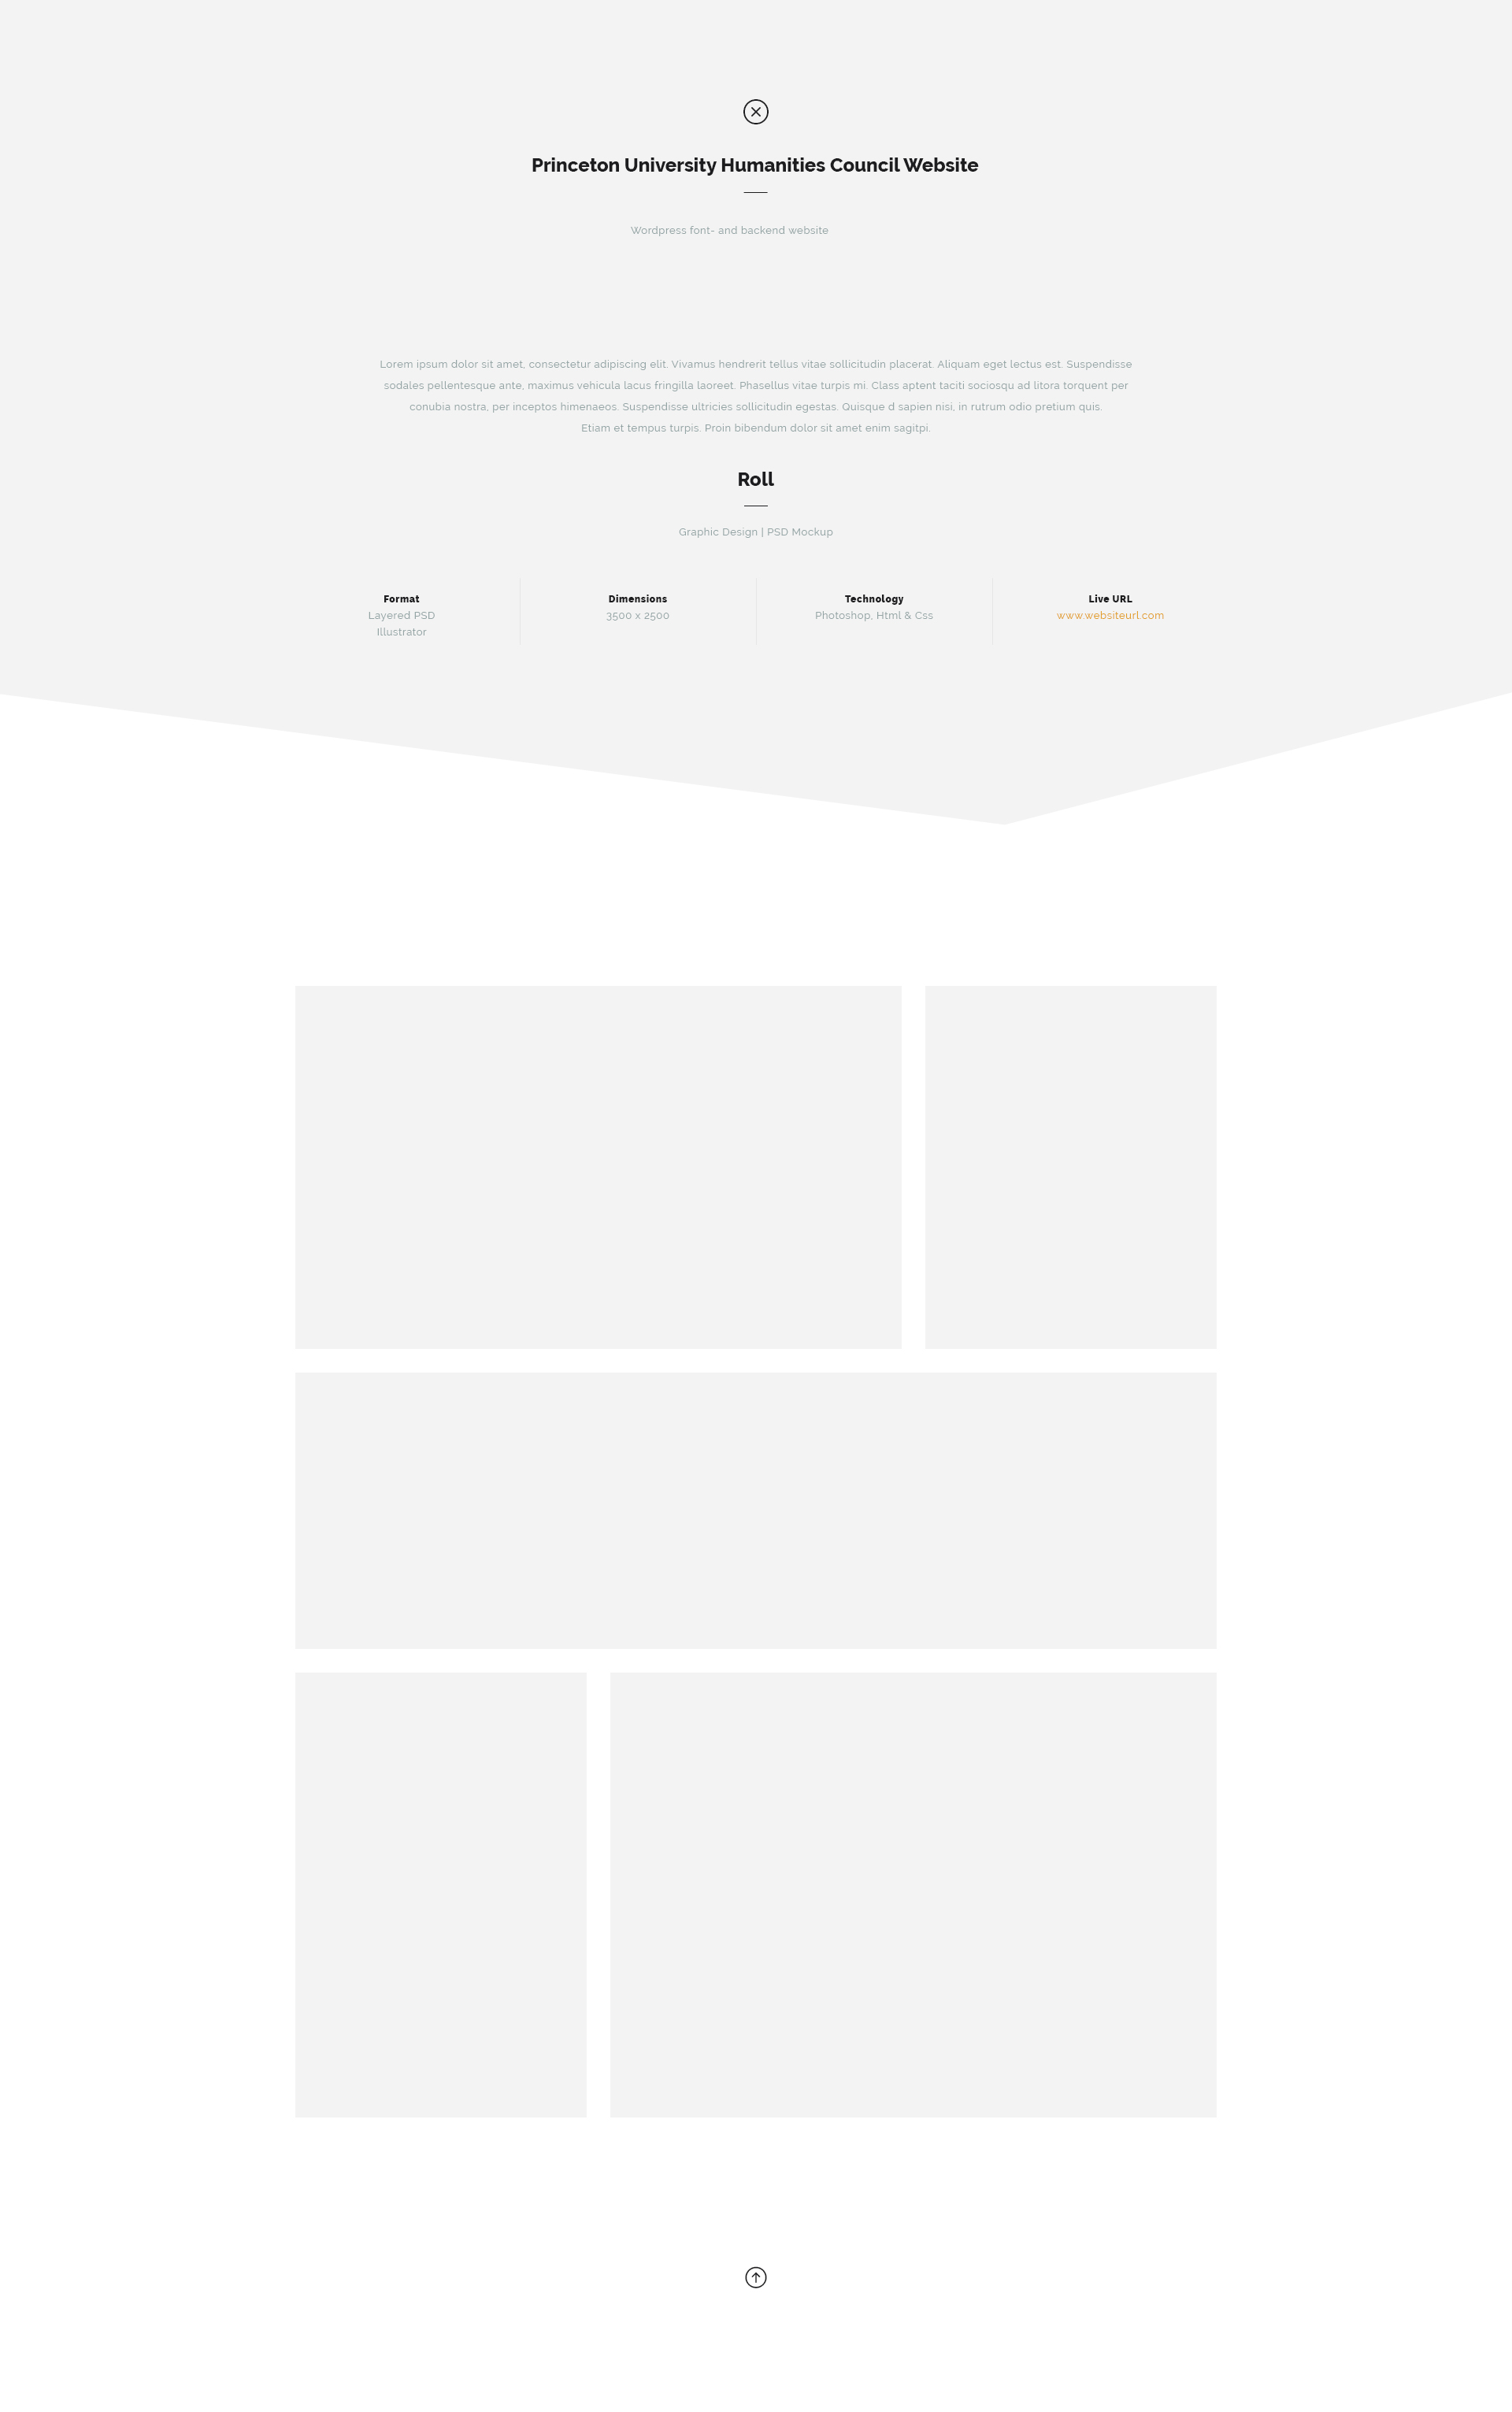 Princeton University Humanities Council Website
Wordpress font- and backend website
Lorem ipsum dolor sit amet, consectetur adipiscing elit. Vivamus hendrerit tellus vitae sollicitudin placerat. Aliquam eget lectus est. Suspendisse
sodales pellentesque ante, maximus vehicula lacus fringilla laoreet. Phasellus vitae turpis mi. Class aptent taciti sociosqu ad litora torquent per
conubia nostra, per inceptos himenaeos. Suspendisse ultricies sollicitudin egestas. Quisque d sapien nisi, in rutrum odio pretium quis.
Etiam et tempus turpis. Proin bibendum dolor sit amet enim sagitpi.
Roll
Graphic Design | PSD Mockup
Format
Layered PSD
Illustrator
Dimensions
3500 x 2500
Technology
Photoshop, Html & Css
Live URL
www.websiteurl.com